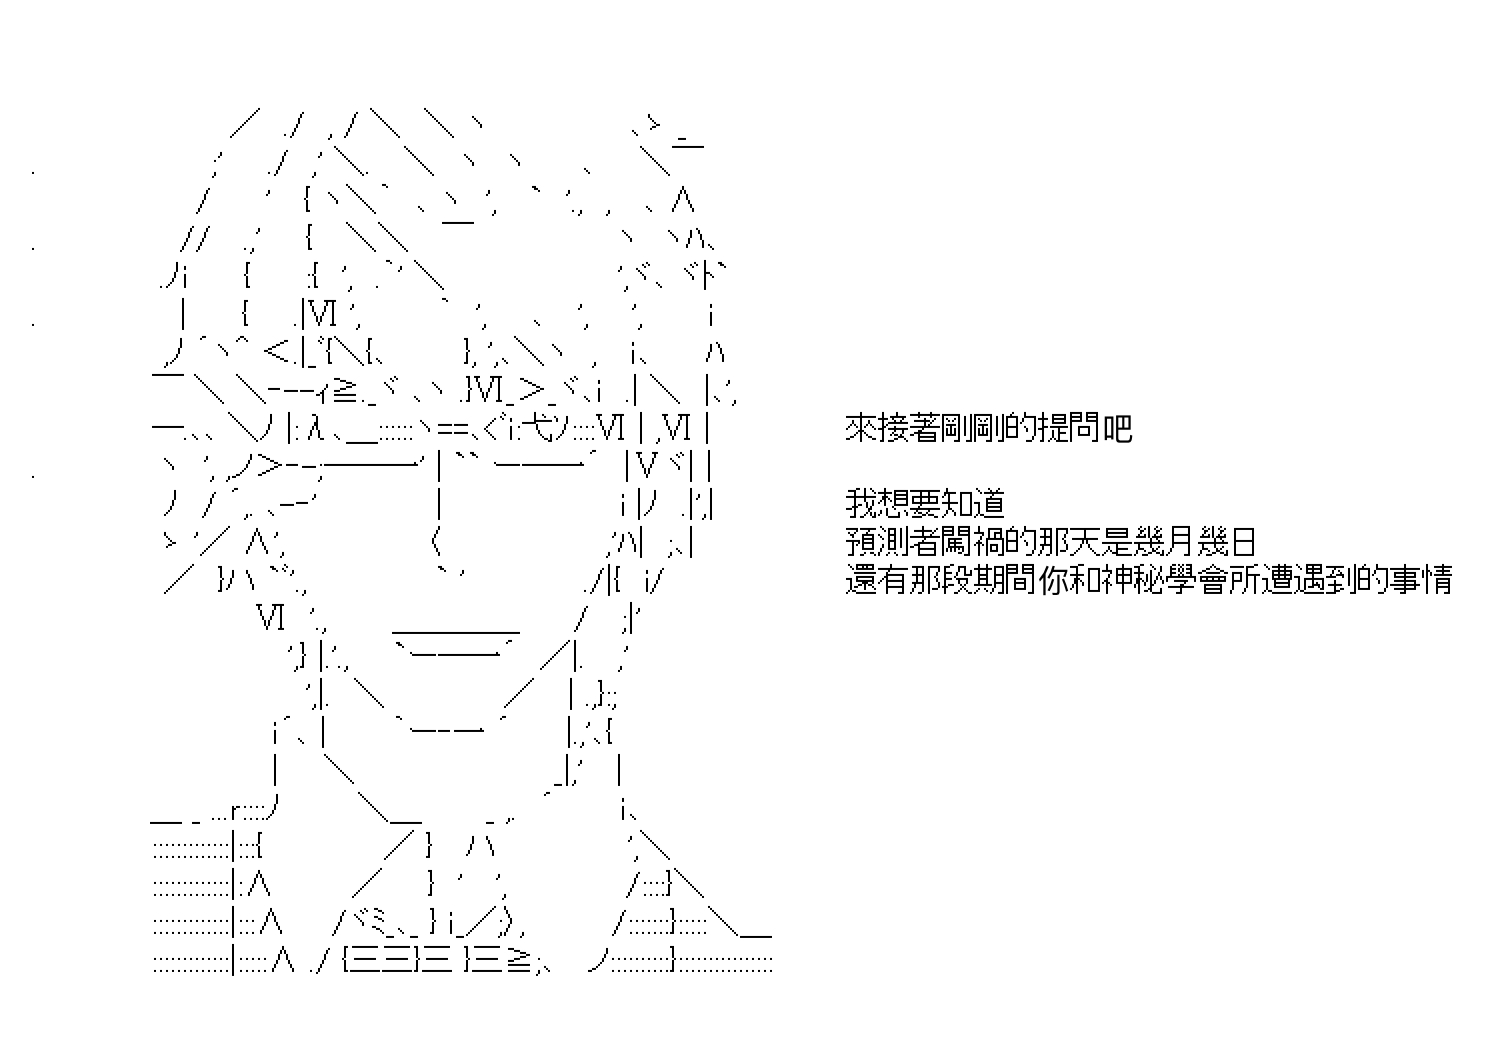 來接著剛剛的提問吧
我想要知道
預測者闖禍的那天是幾月幾日
還有那段期間你和神秘學會所遭遇到的事情